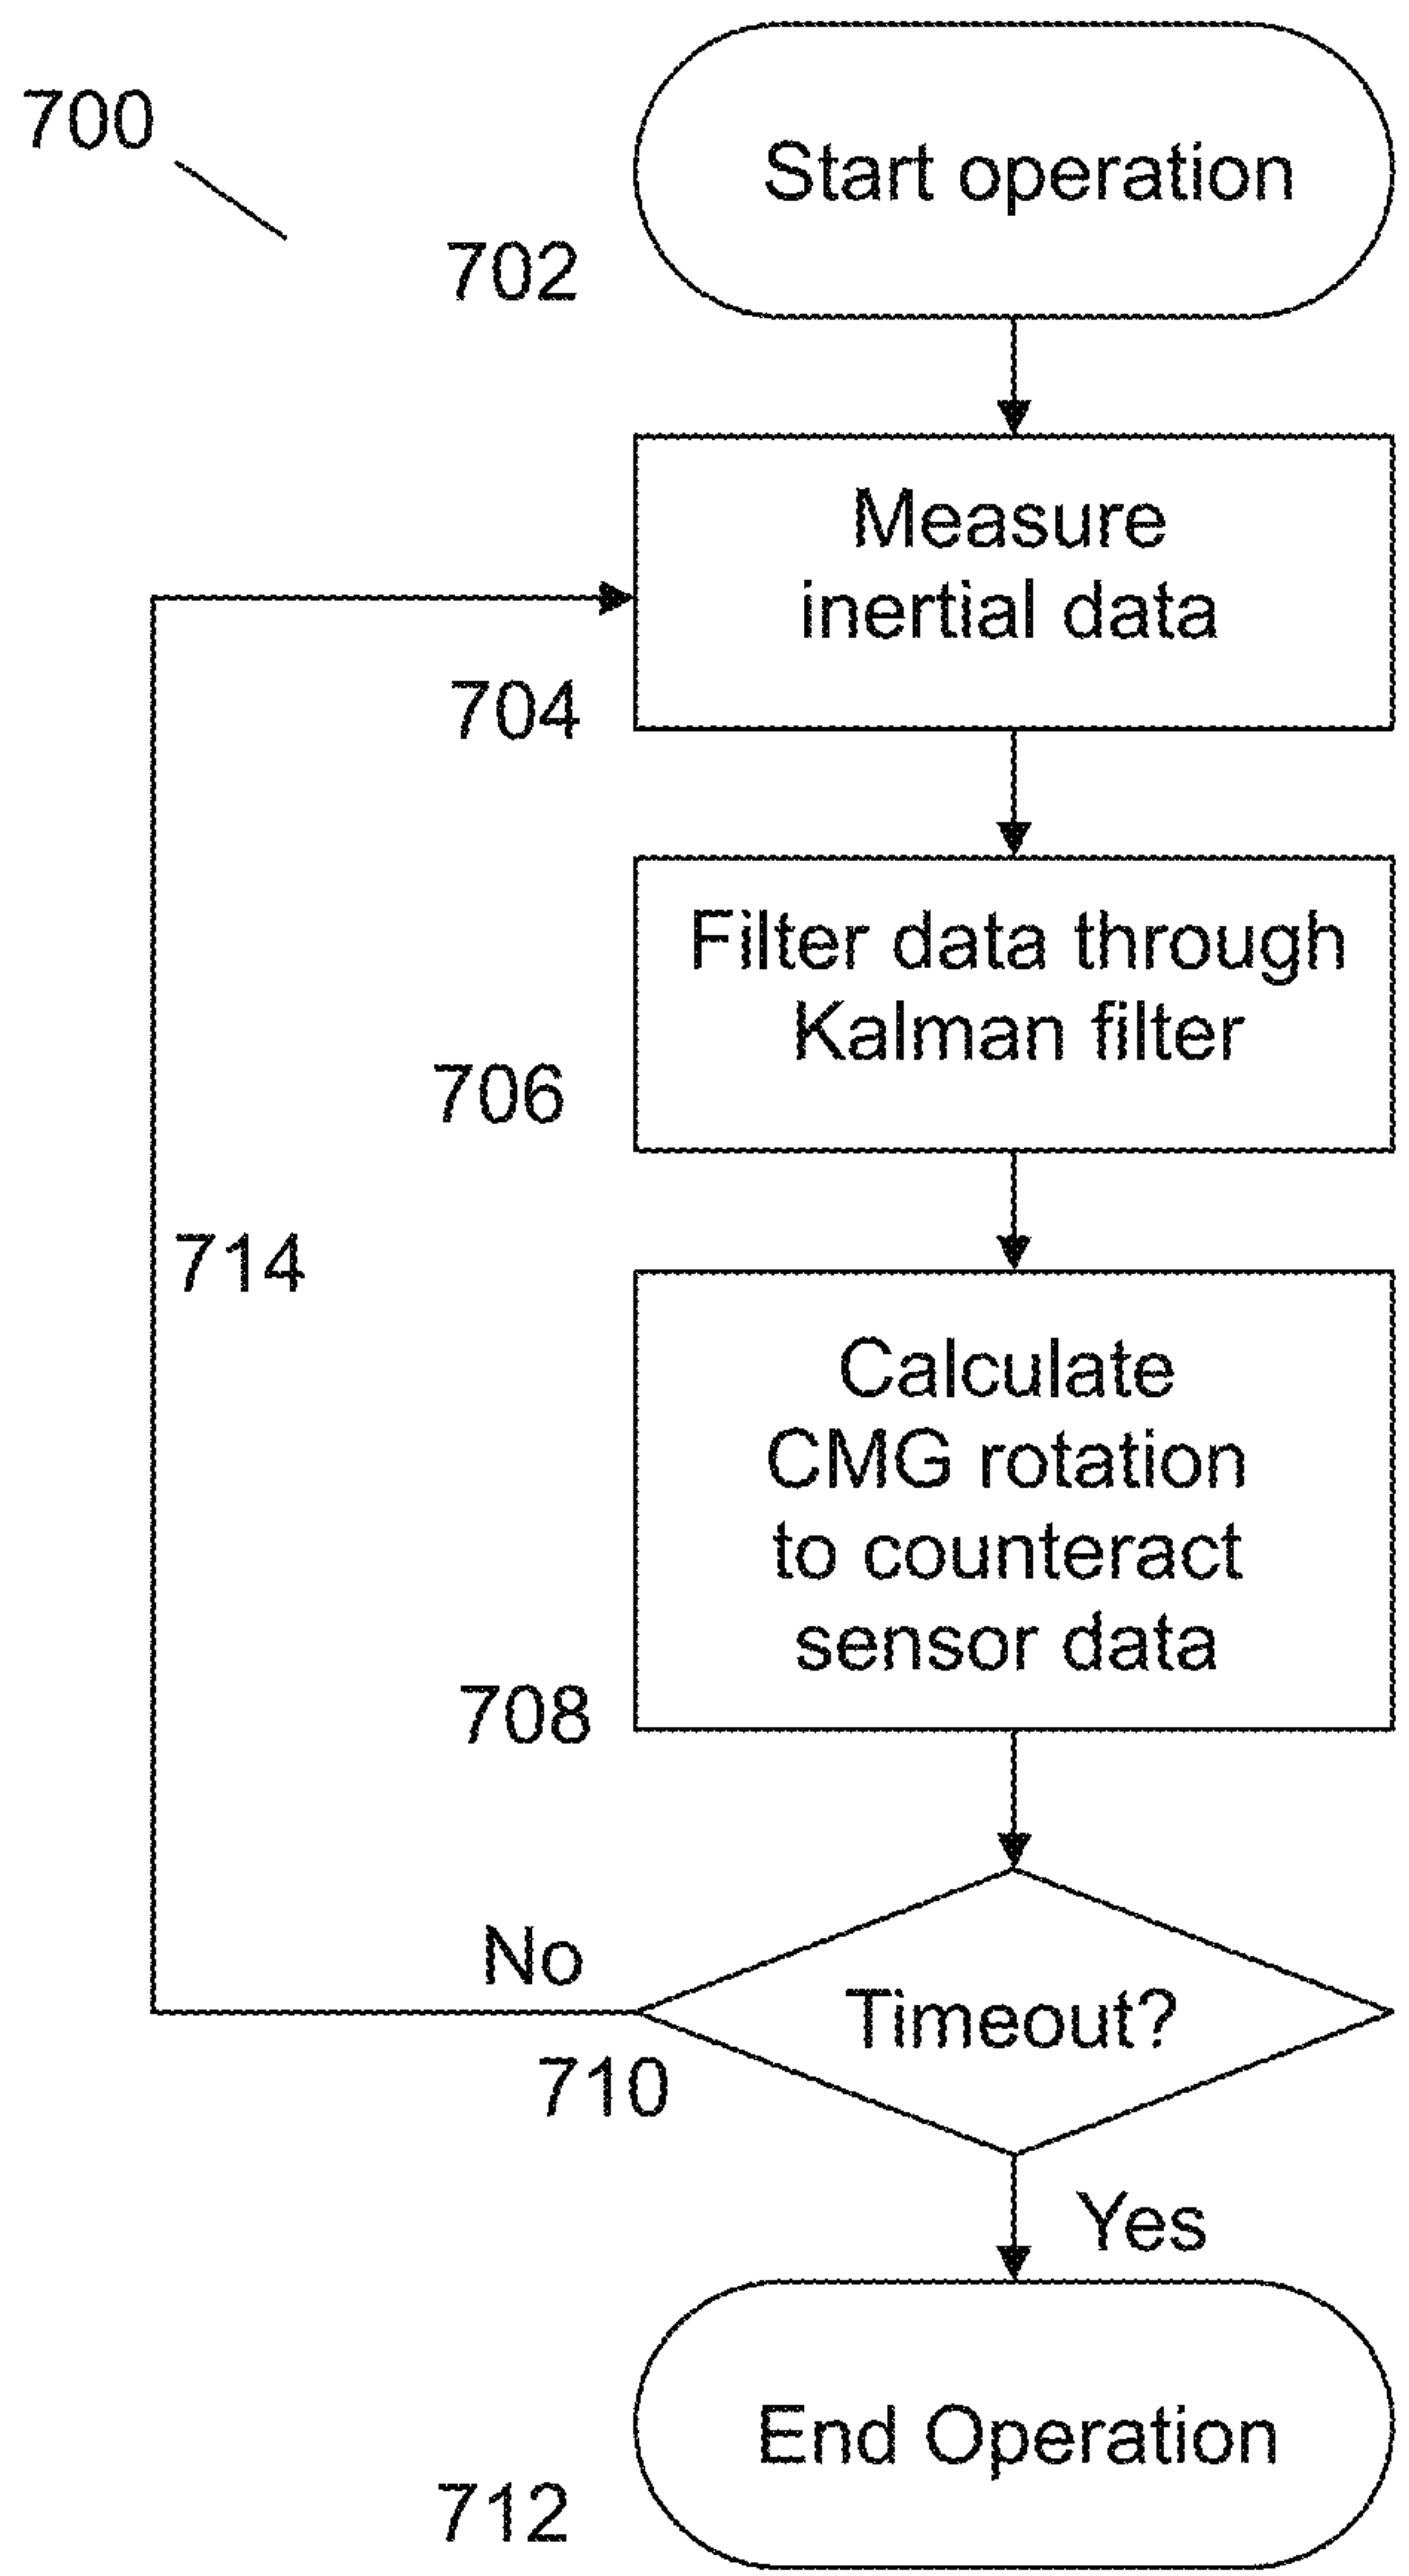 700
Start operation
702
Measure
inertial data
704
Filter data through
Kalman filter
706
714
Calculate
CMG rotation
to counteract
sensor data
708
No
Timeout?
710
Yes
End Operation
712